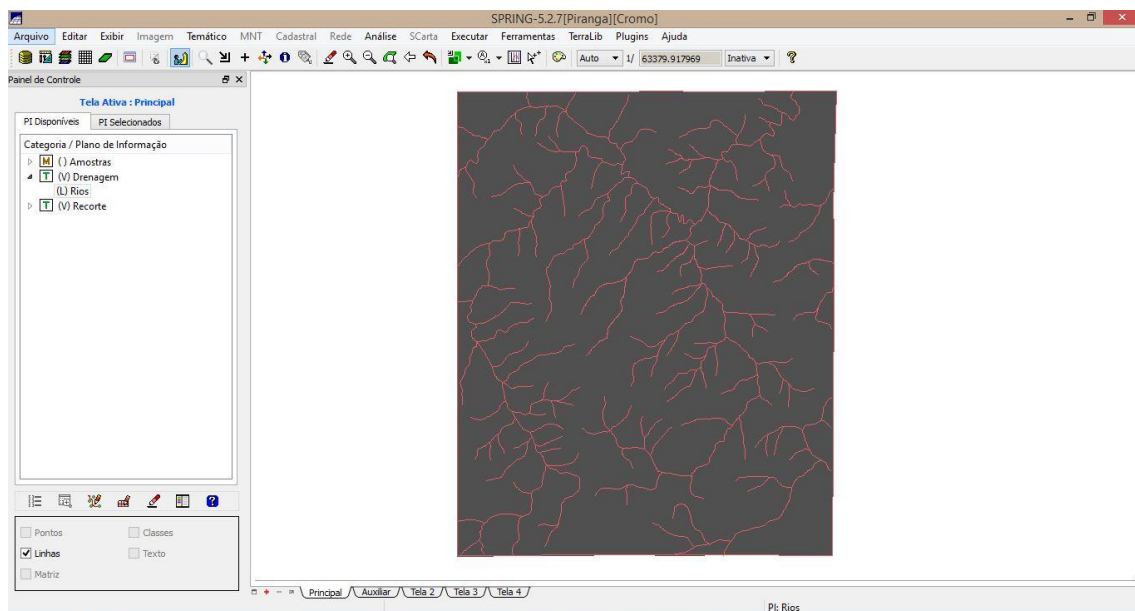 SPRING-5.2.7[Piranga][Cromo]
Arquivo Editar Exibir Imagem Temático MNT Cadastral Rede Análise SCarta Executar Ferramentas TerraLib Plugins Ajuda
Auto 1/ 63379.917969 Inativa
Painel de Controle
Tela Ativa : Principal
PI Disponíveis PI Selecionados
Categoria / Plano de Informação
M ( ) Amostras
T (V) Drenagem
(L) Rios
T (V) Recorte
Pontos Classes
Linhas Texto
Matriz
Principal Auxiliar Tela 2 Tela 3 Tela 4
PI: Rios